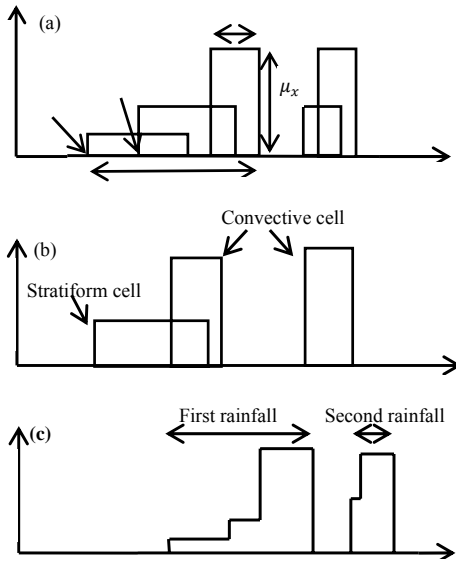 (a)
μₓ
(b)
Convective cell
Stratiform cell
(c)
First rainfall
Second rainfall